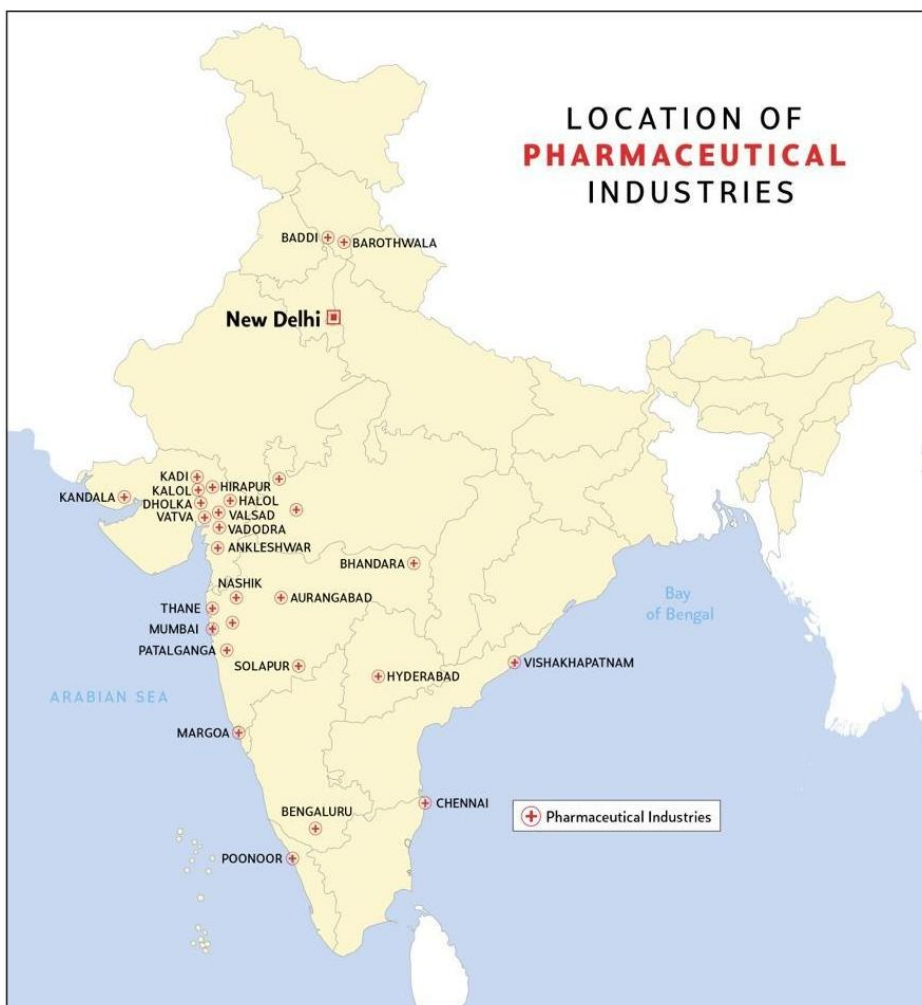 LOCATION OF
PHARMACEUTICAL
INDUSTRIES
BADDI
BAROTHWALA
New Delhi
KADI
KALOL
HIRAPUR
KANDALA
DHOLKA
HALOL
VATVA
VALSAD
VADODRA
ANKLESHWAR
BHANDARA
NASHIK
AURANGABAD
THANE
MUMBAI
PATALGANGA
SOLAPUR
HYDERABAD
VISHAKHAPATNAM
Bay
of Bengal
ARABIAN SEA
MARGOA
BENGALURU
CHENNAI
Pharmaceutical Industries
POONOOR